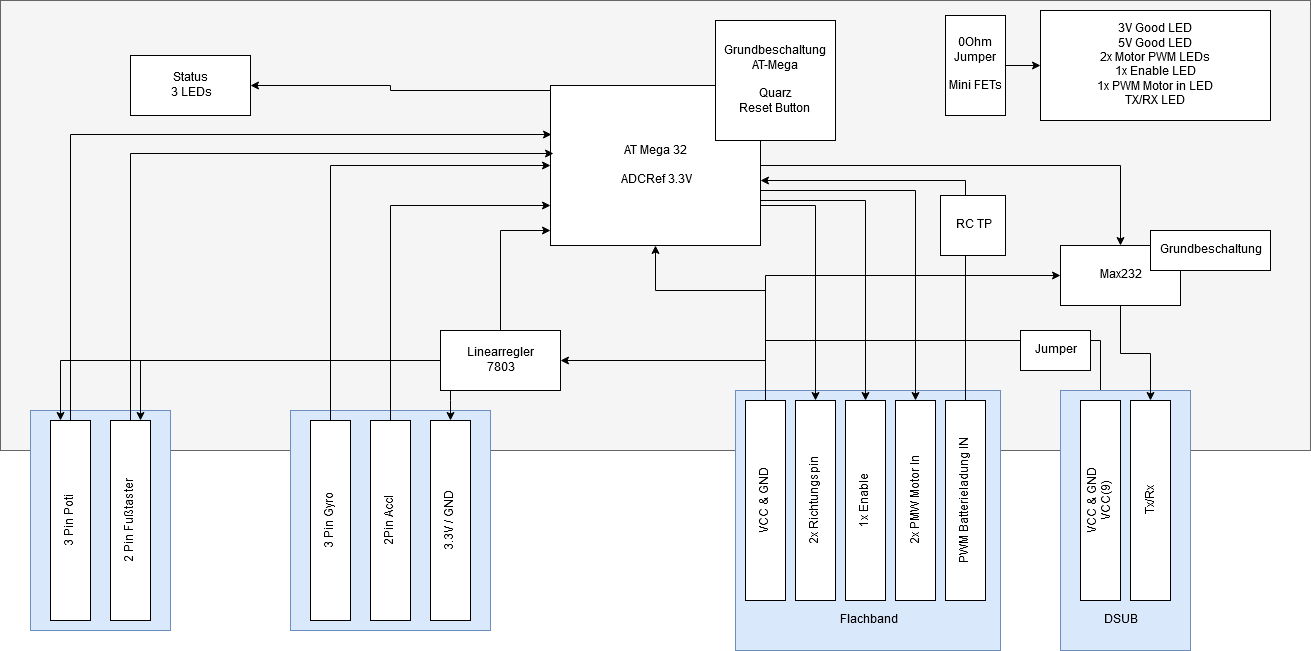 Status
3 LEDs
Grundbeschaltung
AT-Mega
Quarz
Reset Button
0Ohm
Jumper
Mini FETs
3V Good LED
5V Good LED
2x Motor PWM LEDs
1x Enable LED
1x PWM Motor in LED
TX/RX LED
AT Mega 32
ADCRef 3.3V
RC TP
Grundbeschaltung
Max232
Linearregler
7803
Jumper
3 Pin Poti
2 Pin Fußtaster
3 Pin Gyro
2Pin Accl
3.3V / GND
VCC & GND
2x Richtungspin
1x Enable
2x PMW Motor In
PWM Batterieladung IN
Flachband
VCC & GND
VCC(9)
Tx/Rx
DSUB